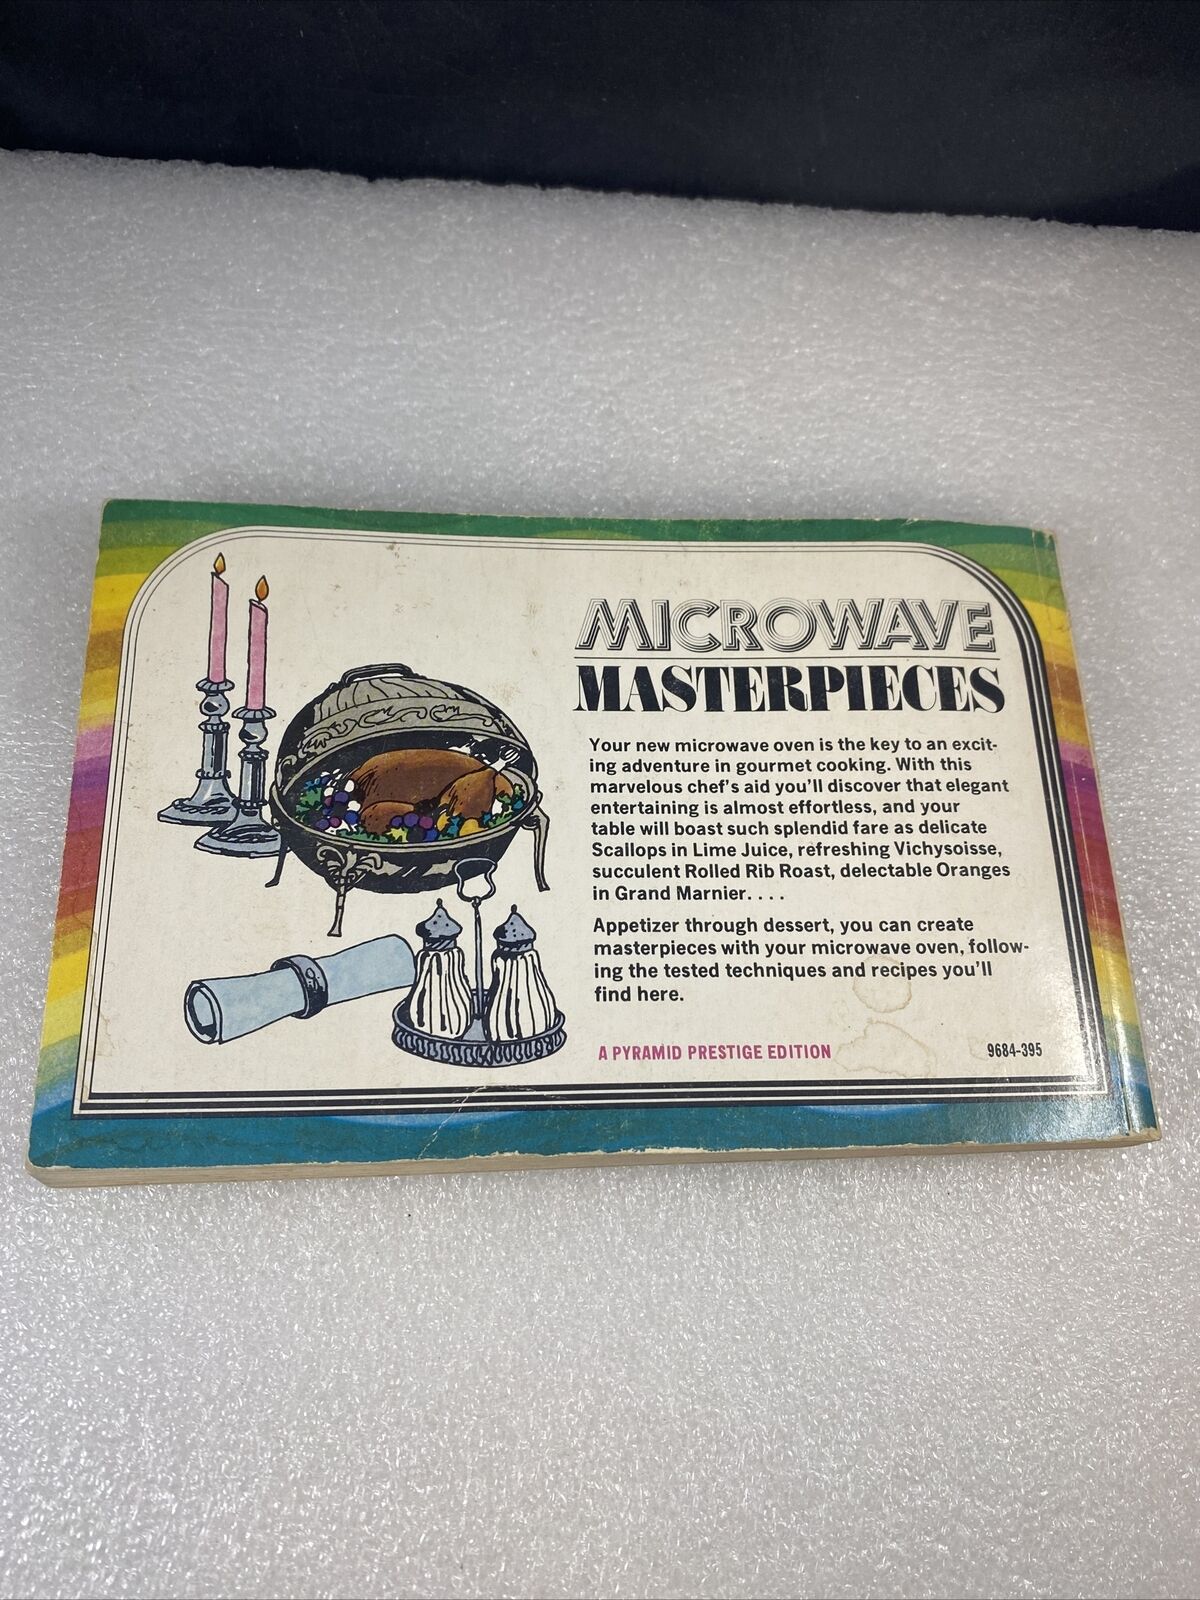 MICROWAVE
MASTERPIECES
Your new microwave oven is the key to an excit-
ing adventure in gourmet cooking. With this
marvelous chef's aid you'll discover that elegant
entertaining is almost effortless, and your
table will boast such splendid fare as delicate
Scallops in Lime Juice, refreshing Vichysoisse,
succulent Rolled Rib Roast, delectable Oranges
in Grand Marnier. . . .
Appetizer through dessert, you can create
masterpieces with your microwave oven, follow-
ing the tested techniques and recipes you'll
find here.
A PYRAMID PRESTIGE EDITION
9684-395